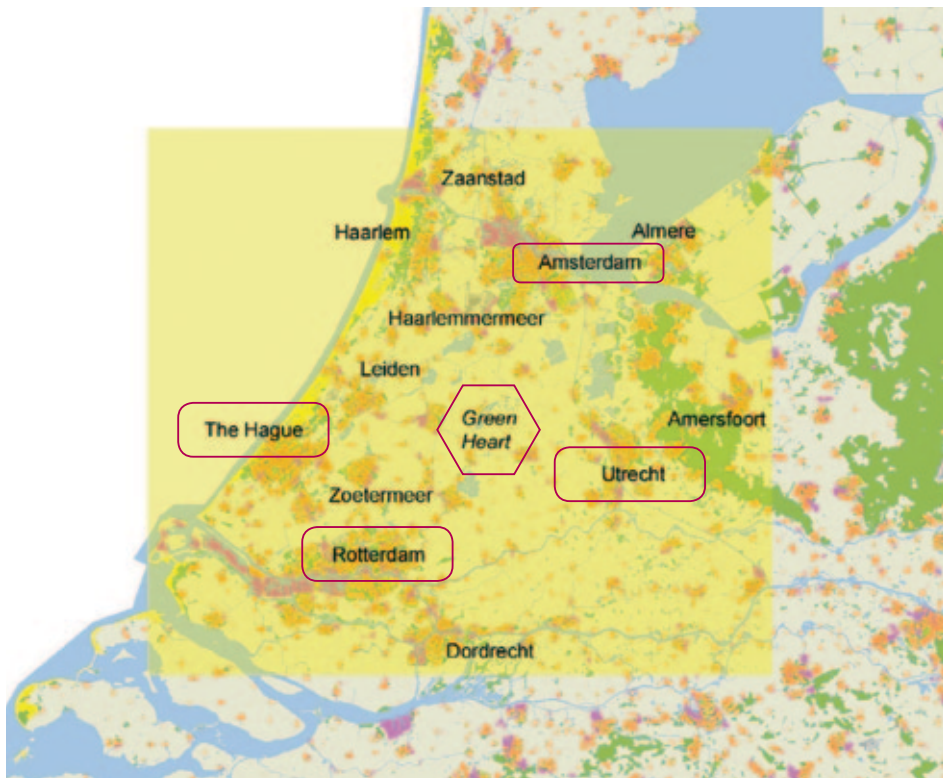 Zaanstad
Haarlem
Almere
Amsterdam
Haarlemmermeer
Leiden
The Hague
Green
Heart
Amersfoort
Utrecht
Zoetermeer
Rotterdam
Dordrecht